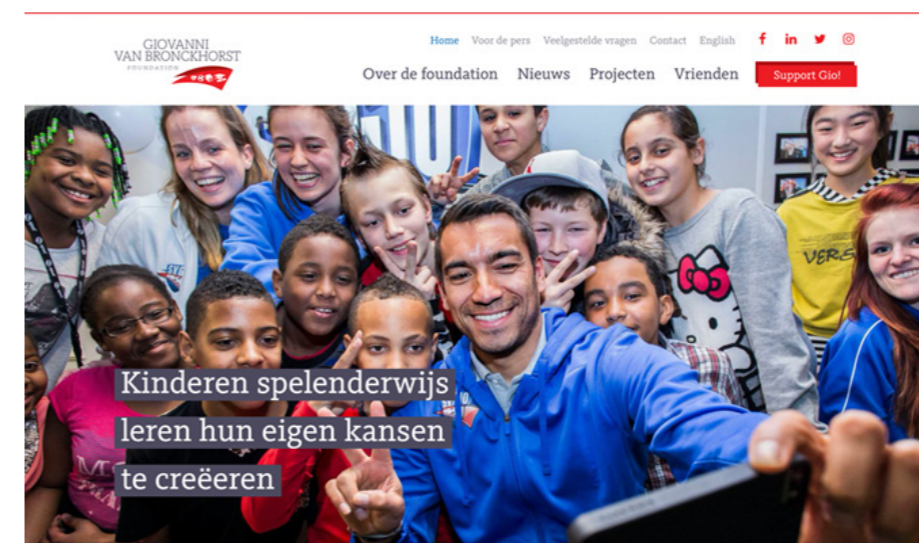 GIOVANNI
VAN BRONCKHORST
FOUNDATION
Home Voor de pers Veelgestelde vragen Contact English
Over de foundation Nieuws Projecten Vrienden Support Gio!
Kinderen spelenderwijs
leren hun eigen kansen
te creëeren